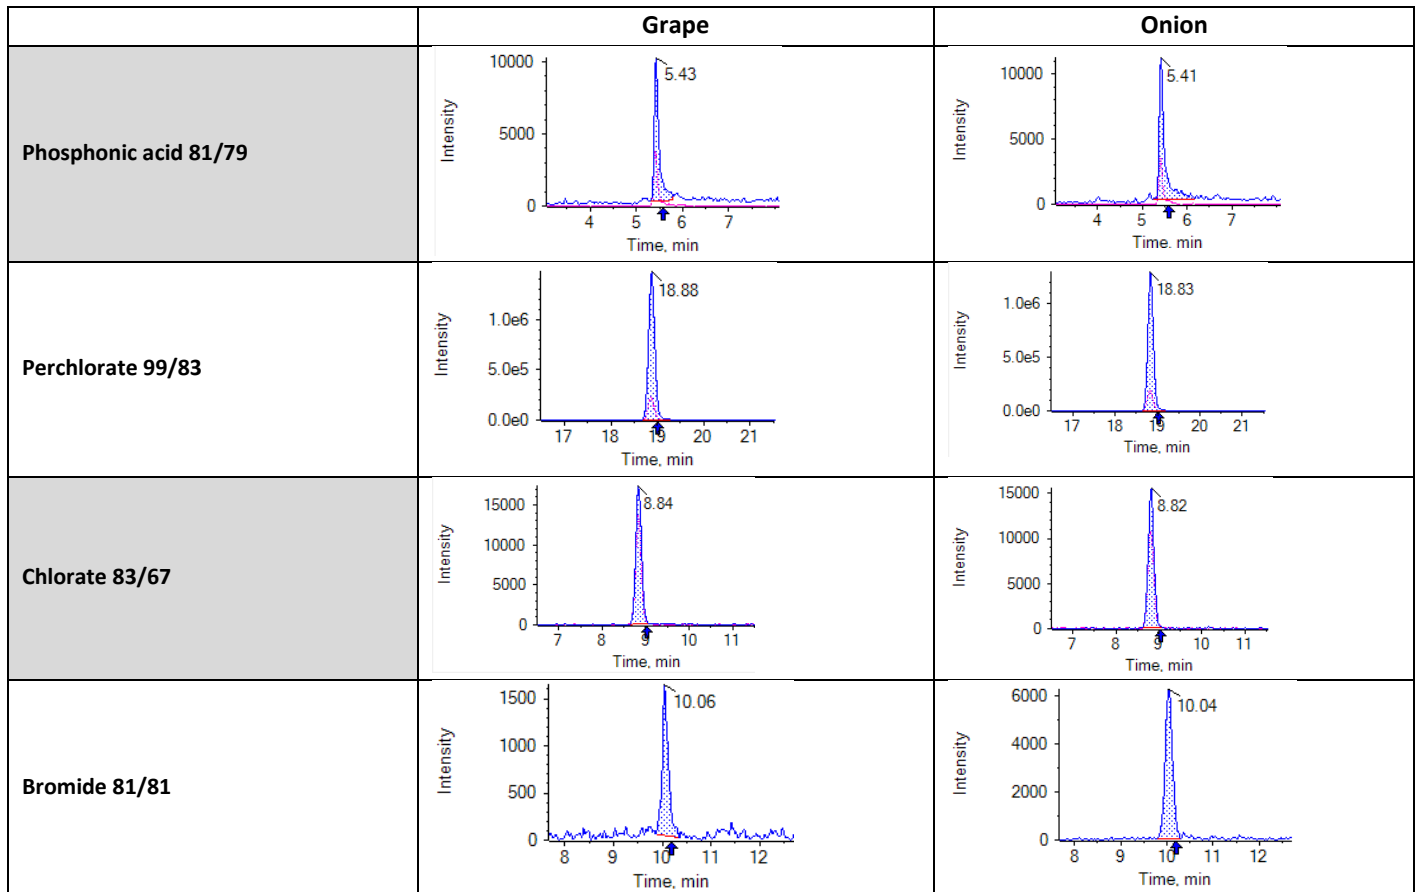 Grape Onion
Phosphonic acid 81/79
Intensity
10000
5000
0
5.43
4 5 6 7
Time, min
Intensity
10000
5000
0
5.41
4 5 6 7
Time. min
Perchlorate 99/83
Intensity
1.0e6
5.0e5
0.0e0
18.88
17 18 19 20 21
Time, min
Intensity
1.0e6
5.0e5
0.0e0
18.83
17 18 19 20 21
Time, min
Chlorate 83/67
Intensity
15000
10000
5000
0
8.84
7 8 9 10 11
Time, min
Intensity
15000
10000
5000
0
8.82
7 8 9 10 11
Time, min
Bromide 81/81
Intensity
1500
1000
500
0
10.06
8 9 10 11 12
Time, min
Intensity
6000
4000
2000
0
10.04
8 9 10 11 12
Time, min